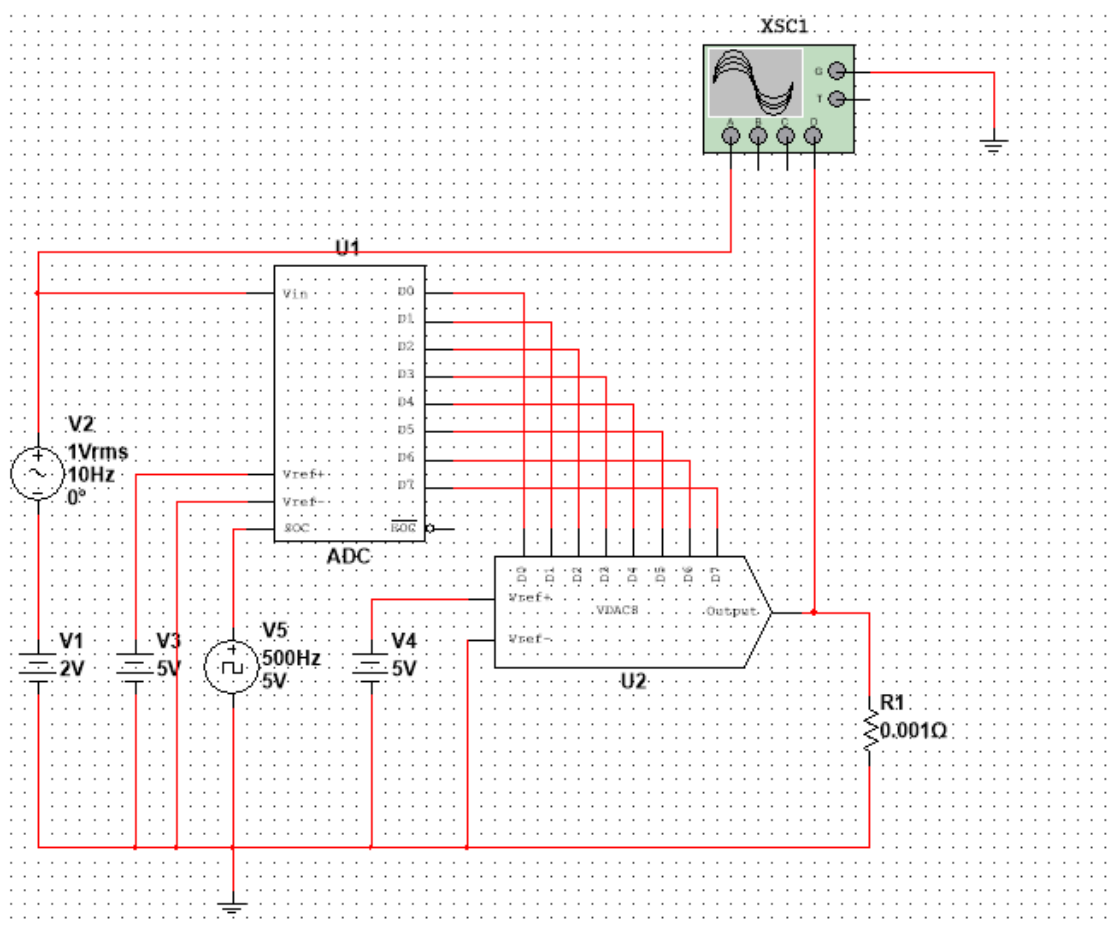 XSC1
G
T
A B C D
U1
Vin
D0
D1
D2
D3
D4
D5
D6
D7
Vref+
Vref-
SOC
EOC
ADC
V2
1Vrms
10Hz
0°
V1
2V
V3
5V
V5
500Hz
5V
V4
5V
D0 D1 D2 D3 D4 D5 D6 D7
Vref+
VDAC8
Output
Vref-
U2
R1
0.001Ω